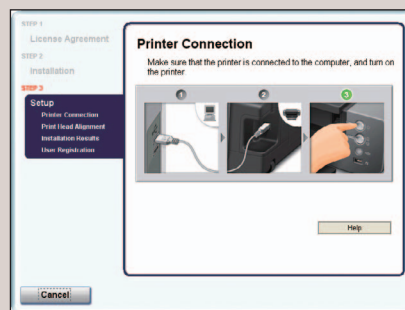 STEP 1
License Agreement
STEP 2
Installation
STEP 3
Setup
Printer Connection
Print Head Alignment
Installation Results
User Registration
Printer Connection
Make sure that the printer is connected to the computer, and turn on
the printer
1
2
3
Help
Cancel